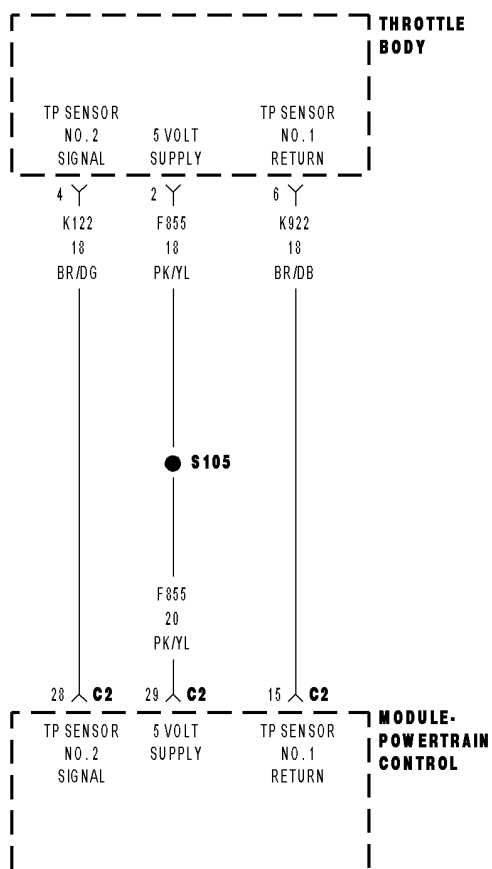 THROTTLE
BODY
TP SENSOR
NO. 2
SIGNAL
5 VOLT
SUPPLY
TP SENSOR
NO. 1
RETURN
4
2
6
K122
18
BR/DG
F855
18
PK/YL
K922
18
BR/DB
S105
F855
20
PK/YL
28 C2
29 C2
15 C2
TP SENSOR
NO. 2
SIGNAL
5 VOLT
SUPPLY
TP SENSOR
NO. 1
RETURN
MODULE-
POWERTRAIN
CONTROL